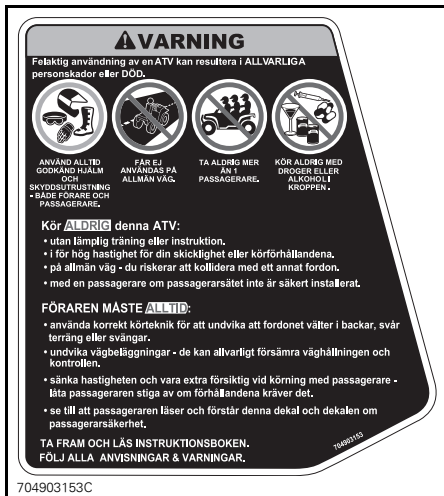 VARNING
Felaktig användning av en ATV kan resultera i ALLVARLIGA
personskador eller DÖD.
ANVÄND ALLTID
GODKÄND HJÄLM
OCH
SKYDDSUTRUSTNING
- BÅDE FÖRARE OCH
PASSAGERARE.
FÅR EJ
ANVÄNDAS PÅ
ALLMÄN VÄG.
TA ALDRIG MER
ÄN 1
PASSAGERARE.
KÖR ALDRIG MED
DROGER ELLER
ALKOHOL I
KROPPEN.
Kör ALDRIG denna ATV:
• utan lämplig träning eller instruktion.
• i för hög hastighet för din skicklighet eller körförhållandena.
• på allmän väg - du riskerar att kollidera med ett annat fordon.
• med en passagerare om passagerarsätet inte är säkert installerat.
FÖRAREN MÅSTE ALLTID:
• använda korrekt körteknik för att undvika att fordonet välter i backar, svår
terräng eller svängar.
• undvika vägbeläggningar - de kan allvarligt försämra väghållningen och
kontrollen.
• sänka hastigheten och vara extra försiktig vid körning med passagerare -
låta passageraren stiga av om förhållandena kräver det.
• se till att passageraren läser och förstår denna dekal och dekalen om
passagerarsäkerhet.
TA FRAM OCH LÄS INSTRUKTIONSBOKEN.
FÖLJ ALLA ANVISNINGAR & VARNINGAR.
704903153
704903153C